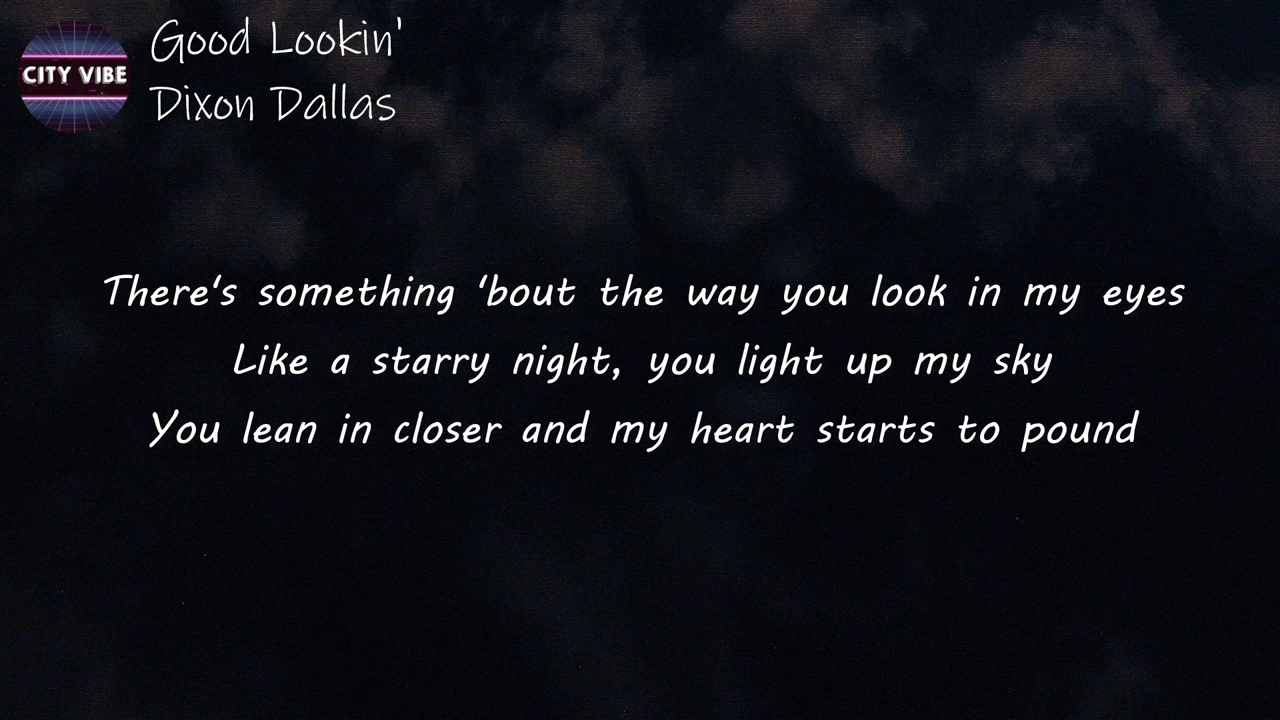 CITY VIBE
Good Lookin'
Dixon Dallas
There's something 'bout the way you look in my eyes
Like a starry night, you light up my sky
You lean in closer and my heart starts to pound